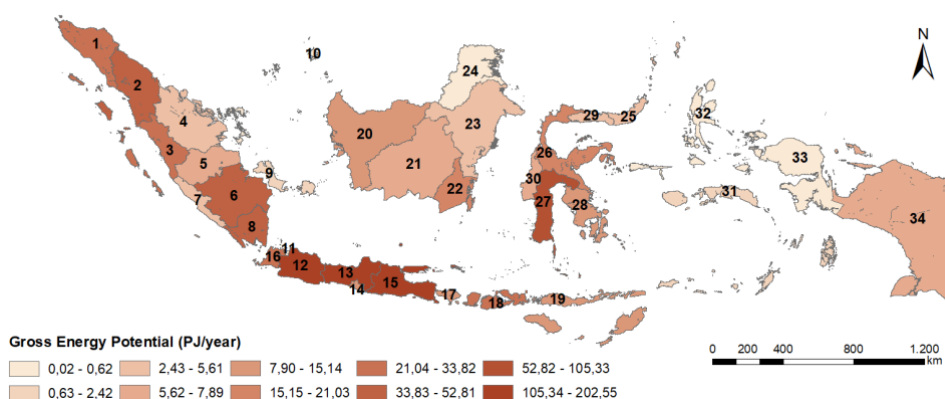 N
10
1
24
2
32
29
25
4
20
23
3
26
33
5
21
9
30
6
22
31
7
27
28
34
8
11
16
12
13
14
15
17
18
19
Gross Energy Potential (PJ/year)
0,02 - 0,62
2,43 - 5,61
7,90 - 15,14
21,04 - 33,82
52,82 - 105,33
0,63 - 2,42
5,62 - 7,89
15,15 - 21,03
33,83 - 52,81
105,34 - 202,55
0 200 400 800 1.200
km